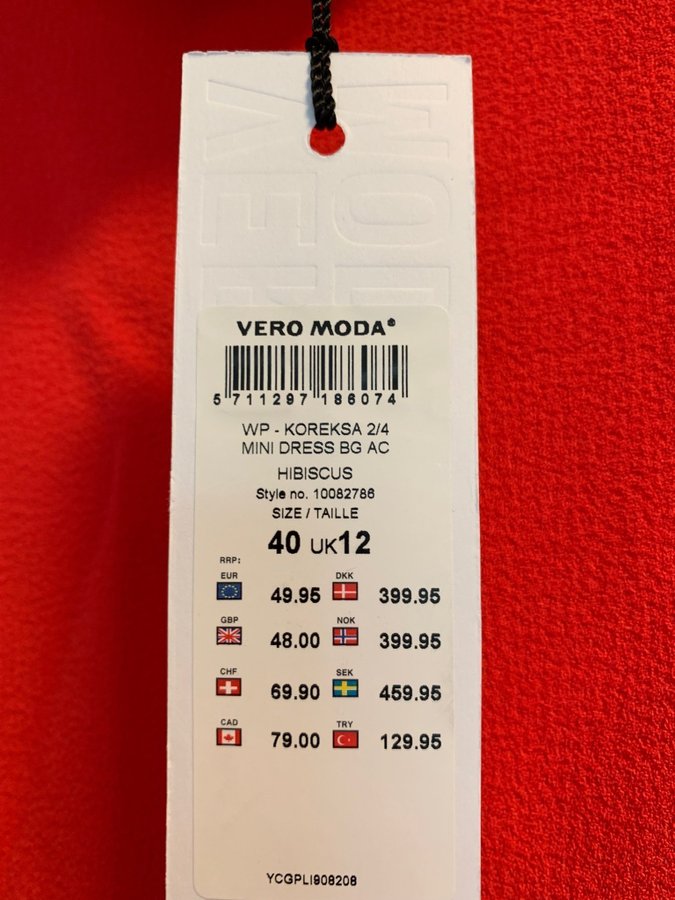 VERO MODA®
5 711297 186074
WP - KOREKSA 2/4
MINI DRESS BG AC
HIBISCUS
Style no. 10082786
SIZE / TAILLE
40 UK12
RRP:
EUR 49.95 DKK 399.95
GBP 48.00 NOK 399.95
CHF 69.90 SEK 459.95
CAD 79.00 TRY 129.95
YCGPLI908208